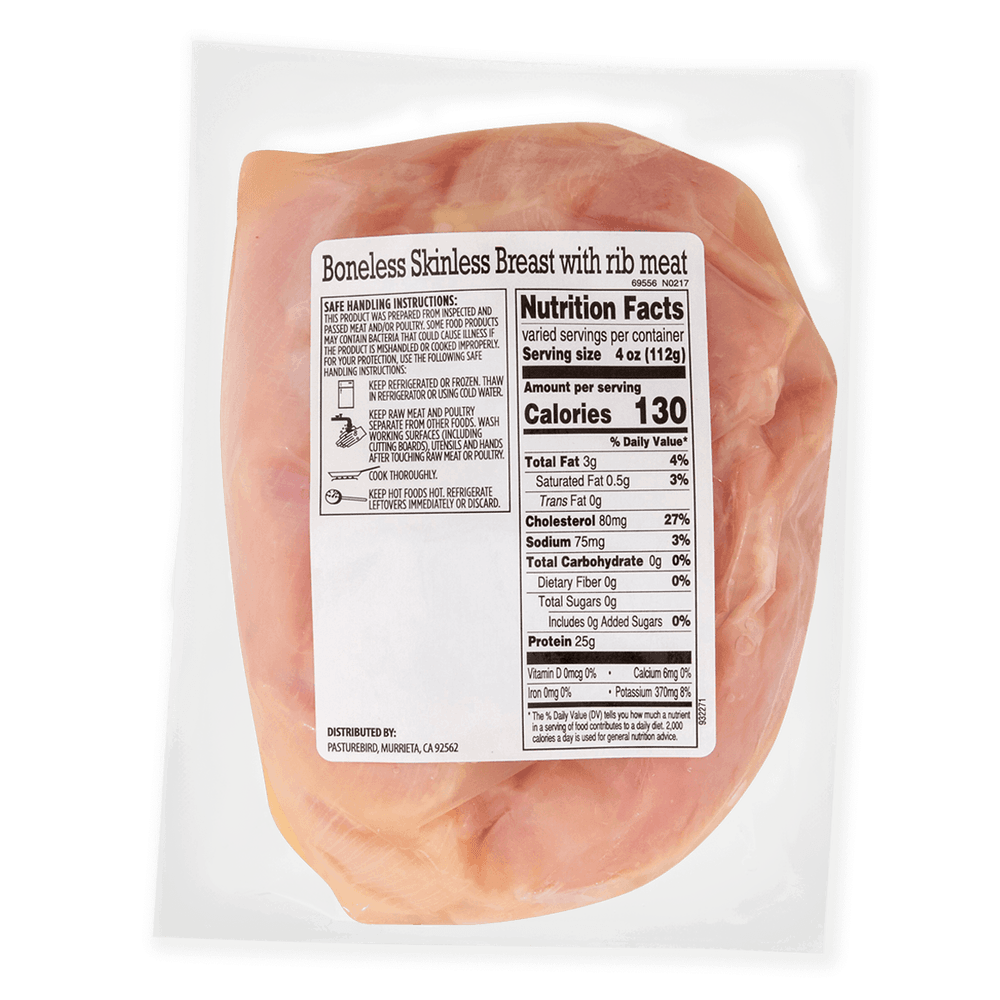 Boneless Skinless Breast with rib meat
69556 N0217
SAFE HANDLING INSTRUCTIONS:
THIS PRODUCT WAS PREPARED FROM INSPECTED AND
PASSED MEAT AND/OR POULTRY. SOME FOOD PRODUCTS
MAY CONTAIN BACTERIA THAT COULD CAUSE ILLNESS IF
THE PRODUCT IS MISHANDLED OR COOKED IMPROPERLY.
FOR YOUR PROTECTION, USE THE FOLLOWING SAFE
HANDLING INSTRUCTIONS:
KEEP REFRIGERATED OR FROZEN. THAW
IN REFRIGERATOR OR USING COLD WATER.
KEEP RAW MEAT AND POULTRY
SEPARATE FROM OTHER FOODS. WASH
WORKING SURFACES (INCLUDING
CUTTING BOARDS), UTENSILS AND HANDS
AFTER TOUCHING RAW MEAT OR POULTRY.
COOK THOROUGHLY.
KEEP HOT FOODS HOT. REFRIGERATE
LEFTOVERS IMMEDIATELY OR DISCARD.
DISTRIBUTED BY:
PASTUREBIRD, MURRIETA, CA 92562
Nutrition Facts
varied servings per container
Serving size 4 oz (112g)
Amount per serving
Calories 130
% Daily Value*
Total Fat 3g 4%
Saturated Fat 0.5g 3%
Trans Fat 0g
Cholesterol 80mg 27%
Sodium 75mg 3%
Total Carbohydrate 0g 0%
Dietary Fiber 0g 0%
Total Sugars 0g
Includes 0g Added Sugars 0%
Protein 25g
Vitamin D 0mcg 0% • Calcium 6mg 0%
Iron 0mg 0% • Potassium 370mg 8%
* The % Daily Value (DV) tells you how much a nutrient
in a serving of food contributes to a daily diet. 2,000
calories a day is used for general nutrition advice.
932271